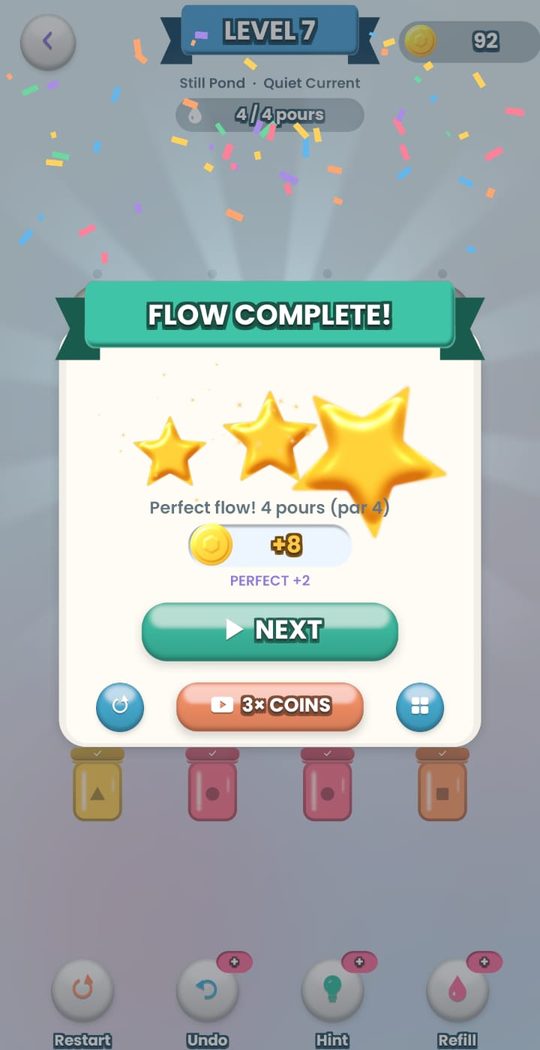 LEVEL 7
92
Still Pond · Quiet Current
4/4 pours
FLOW COMPLETE!
Perfect flow! 4 pours (par 4)
+8
PERFECT +2
NEXT
3× COINS
Restart
Undo
Hint
Refill